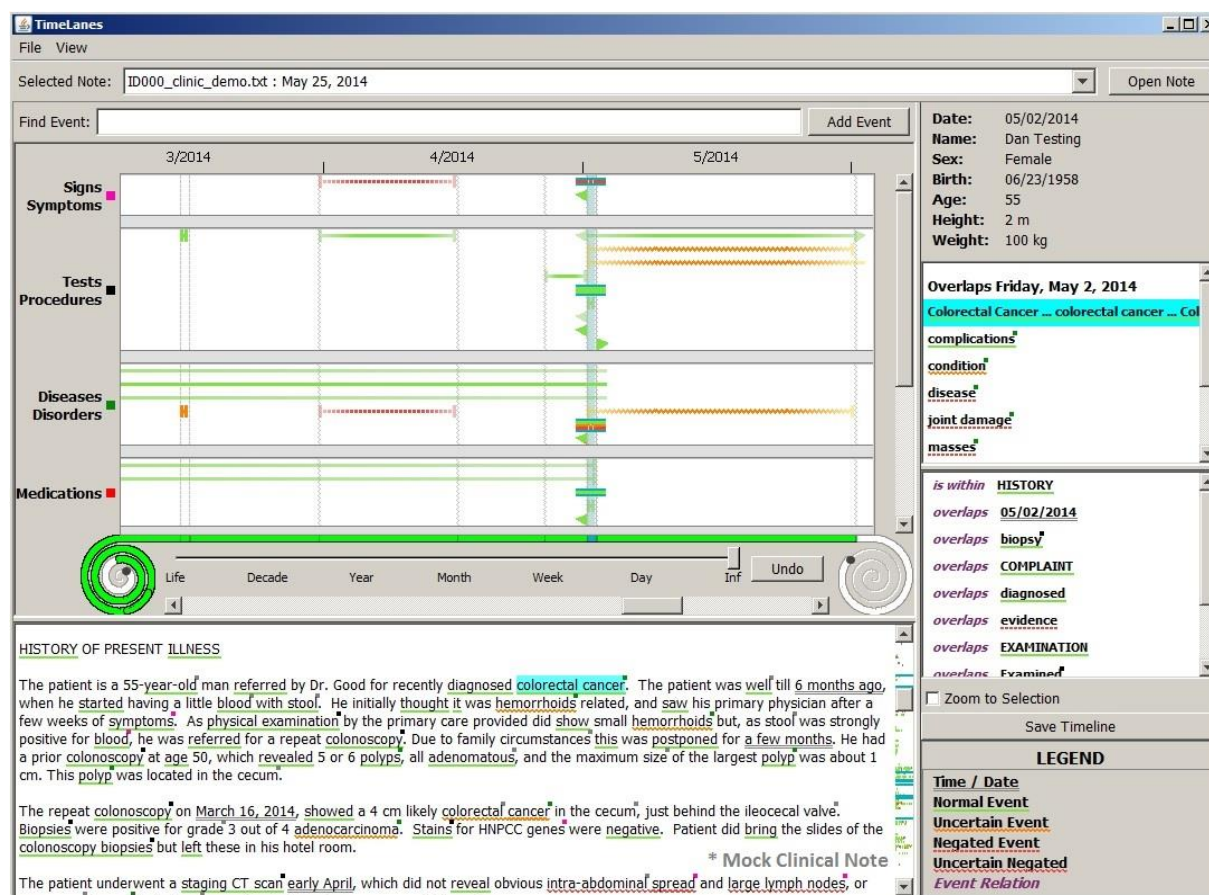 TimeLanes
File View
Selected Note: ID000_clinic_demo.txt : May 25, 2014 Open Note
Find Event: Add Event
3/2014 4/2014 5/2014
Signs
Symptoms
Tests
Procedures
Diseases
Disorders
Medications
Life Decade Year Month Week Day Inf Undo
Date: 05/02/2014
Name: Dan Testing
Sex: Female
Birth: 06/23/1958
Age: 55
Height: 2 m
Weight: 100 kg
Overlaps Friday, May 2, 2014
Colorectal Cancer ... colorectal cancer ... Col
complications
condition
disease
joint damage
masses
is within HISTORY
overlaps 05/02/2014
overlaps biopsy
overlaps COMPLAINT
overlaps diagnosed
overlaps evidence
overlaps EXAMINATION
overlaps Examined
Zoom to Selection
Save Timeline
LEGEND
Time / Date
Normal Event
Uncertain Event
Negated Event
Uncertain Negated
Event Relation
HISTORY OF PRESENT ILLNESS
The patient is a 55-year-old man referred by Dr. Good for recently diagnosed colorectal cancer. The patient was well till 6 months ago,
when he started having a little blood with stool. He initially thought it was hemorrhoids related, and saw his primary physician after a
few weeks of symptoms. As physical examination by the primary care provided did show small hemorrhoids but, as stool was strongly
positive for blood, he was referred for a repeat colonoscopy. Due to family circumstances this was postponed for a few months. He had
a prior colonoscopy at age 50, which revealed 5 or 6 polyps, all adenomatous, and the maximum size of the largest polyp was about 1
cm. This polyp was located in the cecum.
The repeat colonoscopy on March 16, 2014, showed a 4 cm likely colorectal cancer in the cecum, just behind the ileocecal valve.
Biopsies were positive for grade 3 out of 4 adenocarcinoma. Stains for HNPCC genes were negative. Patient did bring the slides of the
colonoscopy biopsies but left these in his hotel room.
* Mock Clinical Note
The patient underwent a staging CT scan early April, which did not reveal obvious intra-abdominal spread and large lymph nodes, or